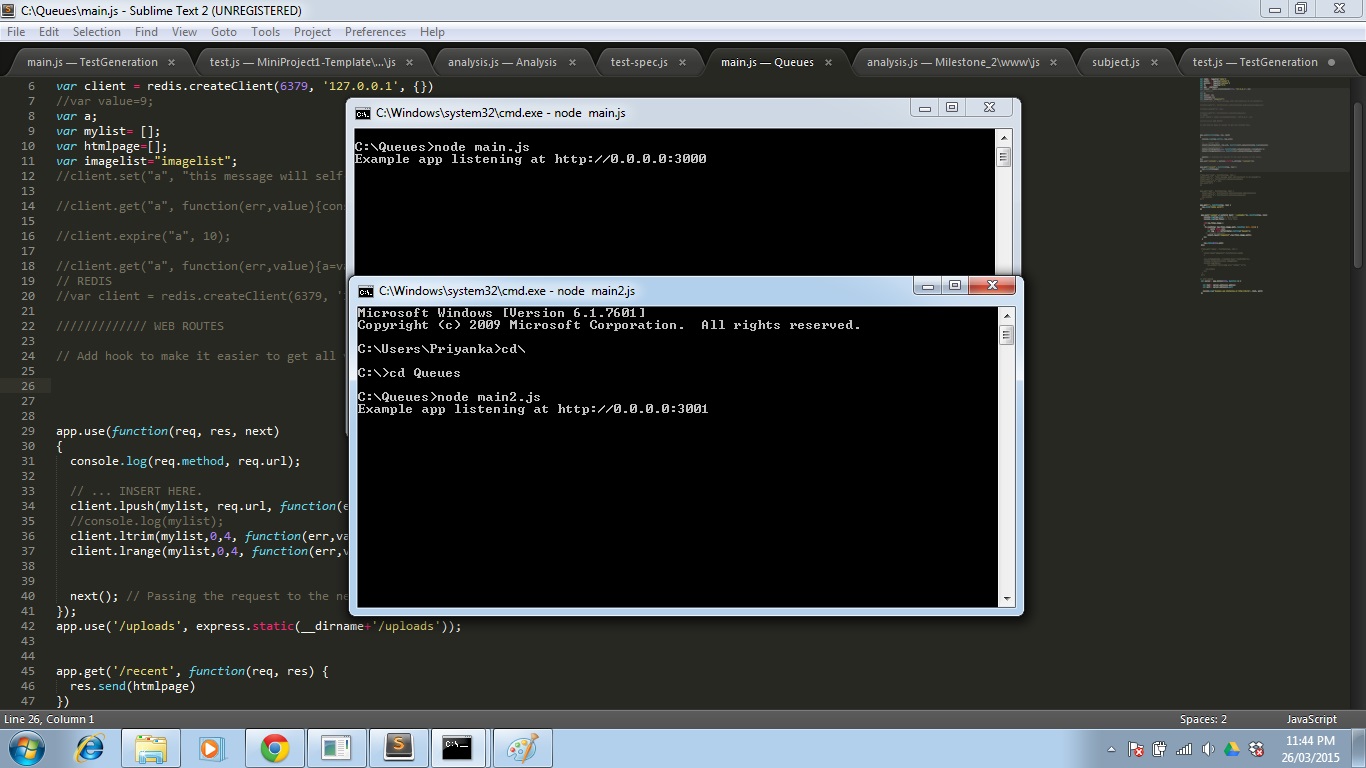 C:\Queues\main.js - Sublime Text 2 (UNREGISTERED)
File Edit Selection Find View Goto Tools Project Preferences Help
main.js — TestGeneration × test.js — MiniProject1-Template\...\js × analysis.js — Analysis × test-spec.js × main.js — Queues × analysis.js — Milestone_2\www\js × subject.js × test.js — TestGeneration
6 var client = redis.createClient(6379, '127.0.0.1', {})
7 //var value=9;
8 var a;
9 var mylist= [];
10 var htmlpage=[];
11 var imagelist="imagelist";
12 //client.set("a", "this message will self
13
14 //client.get("a", function(err,value){con
15
16 //client.expire("a", 10);
17
18 //client.get("a", function(err,value){a=va
19 // REDIS
20 //var client = redis.createClient(6379, '
21
22 ///////////// WEB ROUTES
23
24 // Add hook to make it easier to get all
25
26
27
28
29 app.use(function(req, res, next)
30 {
31 console.log(req.method, req.url);
32
33 // ... INSERT HERE.
34 client.lpush(mylist, req.url, function(e
35 //console.log(mylist);
36 client.ltrim(mylist,0,4, function(err,va
37 client.lrange(mylist,0,4, function(err,v
38
39
40 next(); // Passing the request to the ne
41 });
42 app.use('/uploads', express.static(__dirname+'/uploads'));
43
44
45 app.get('/recent', function(req, res) {
46 res.send(htmlpage)
47 })
C:\Windows\system32\cmd.exe - node main.js
C:\Queues>node main.js
Example app listening at http://0.0.0.0:3000
C:\Windows\system32\cmd.exe - node main2.js
Microsoft Windows [Version 6.1.7601]
Copyright (c) 2009 Microsoft Corporation. All rights reserved.
C:\Users\Priyanka>cd\
C:\>cd Queues
C:\Queues>node main2.js
Example app listening at http://0.0.0.0:3001
Line 26, Column 1 Spaces: 2 JavaScript
11:44 PM
26/03/2015